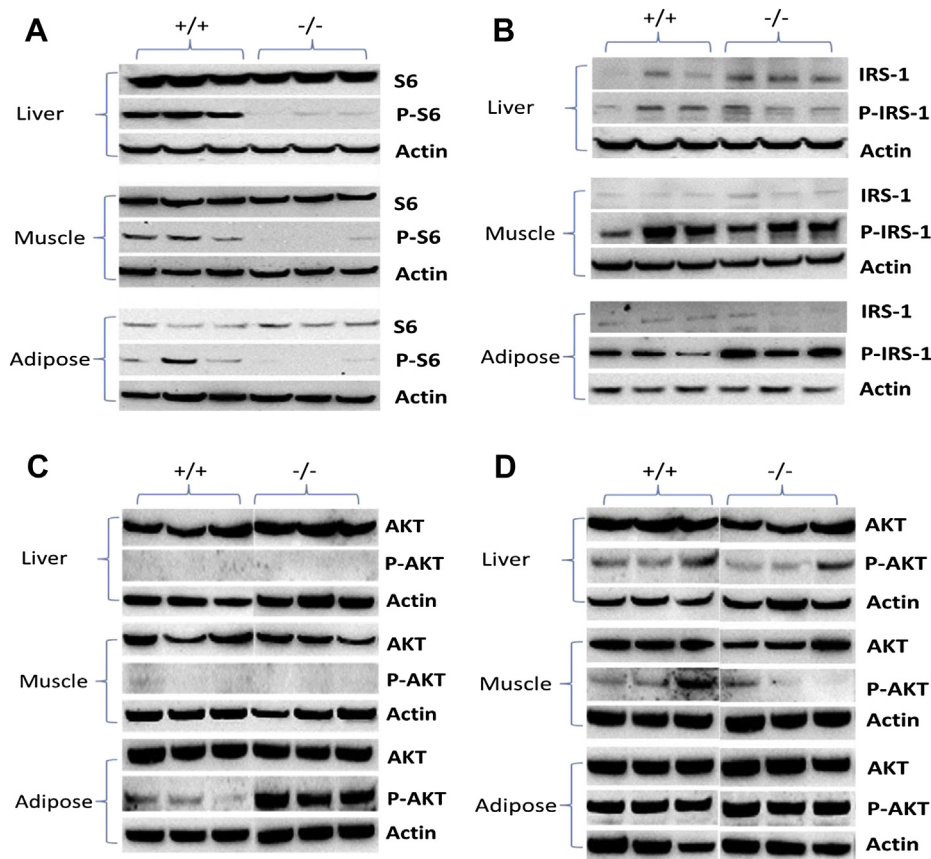 A
+/+
-/-
Liver
S6
P-S6
Actin
Muscle
S6
P-S6
Actin
Adipose
S6
P-S6
Actin
B
+/+
-/-
Liver
IRS-1
P-IRS-1
Actin
Muscle
IRS-1
P-IRS-1
Actin
Adipose
IRS-1
P-IRS-1
Actin
C
+/+
-/-
Liver
AKT
P-AKT
Actin
Muscle
AKT
P-AKT
Actin
Adipose
AKT
P-AKT
Actin
D
+/+
-/-
Liver
AKT
P-AKT
Actin
Muscle
AKT
P-AKT
Actin
Adipose
AKT
P-AKT
Actin